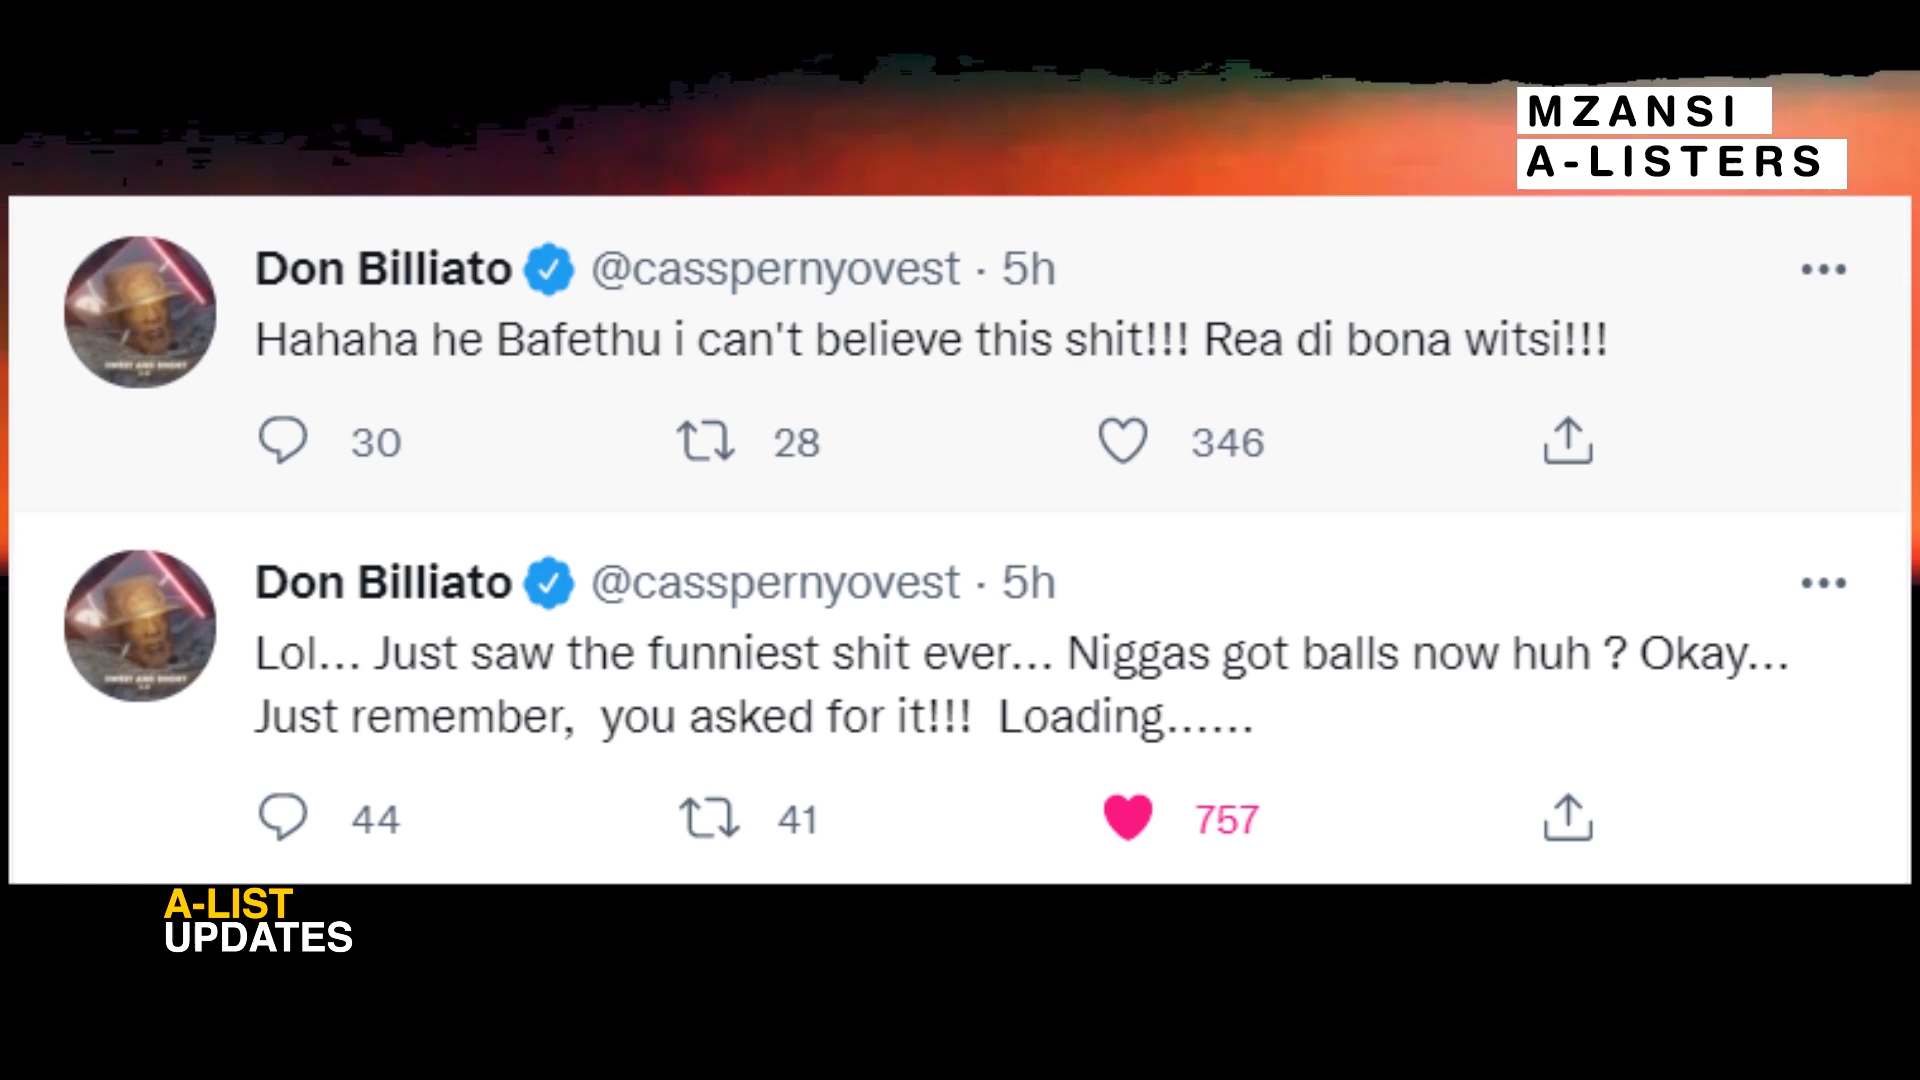 MZANSI
A-LISTERS
Don Billiato @casspernyovest · 5h
Hahaha he Bafethu i can't believe this shit!!! Rea di bona witsi!!!
30 28 346
Don Billiato @casspernyovest · 5h
Lol... Just saw the funniest shit ever... Niggas got balls now huh ? Okay...
Just remember,  you asked for it!!!  Loading......
44 41 757
A-LIST
UPDATES